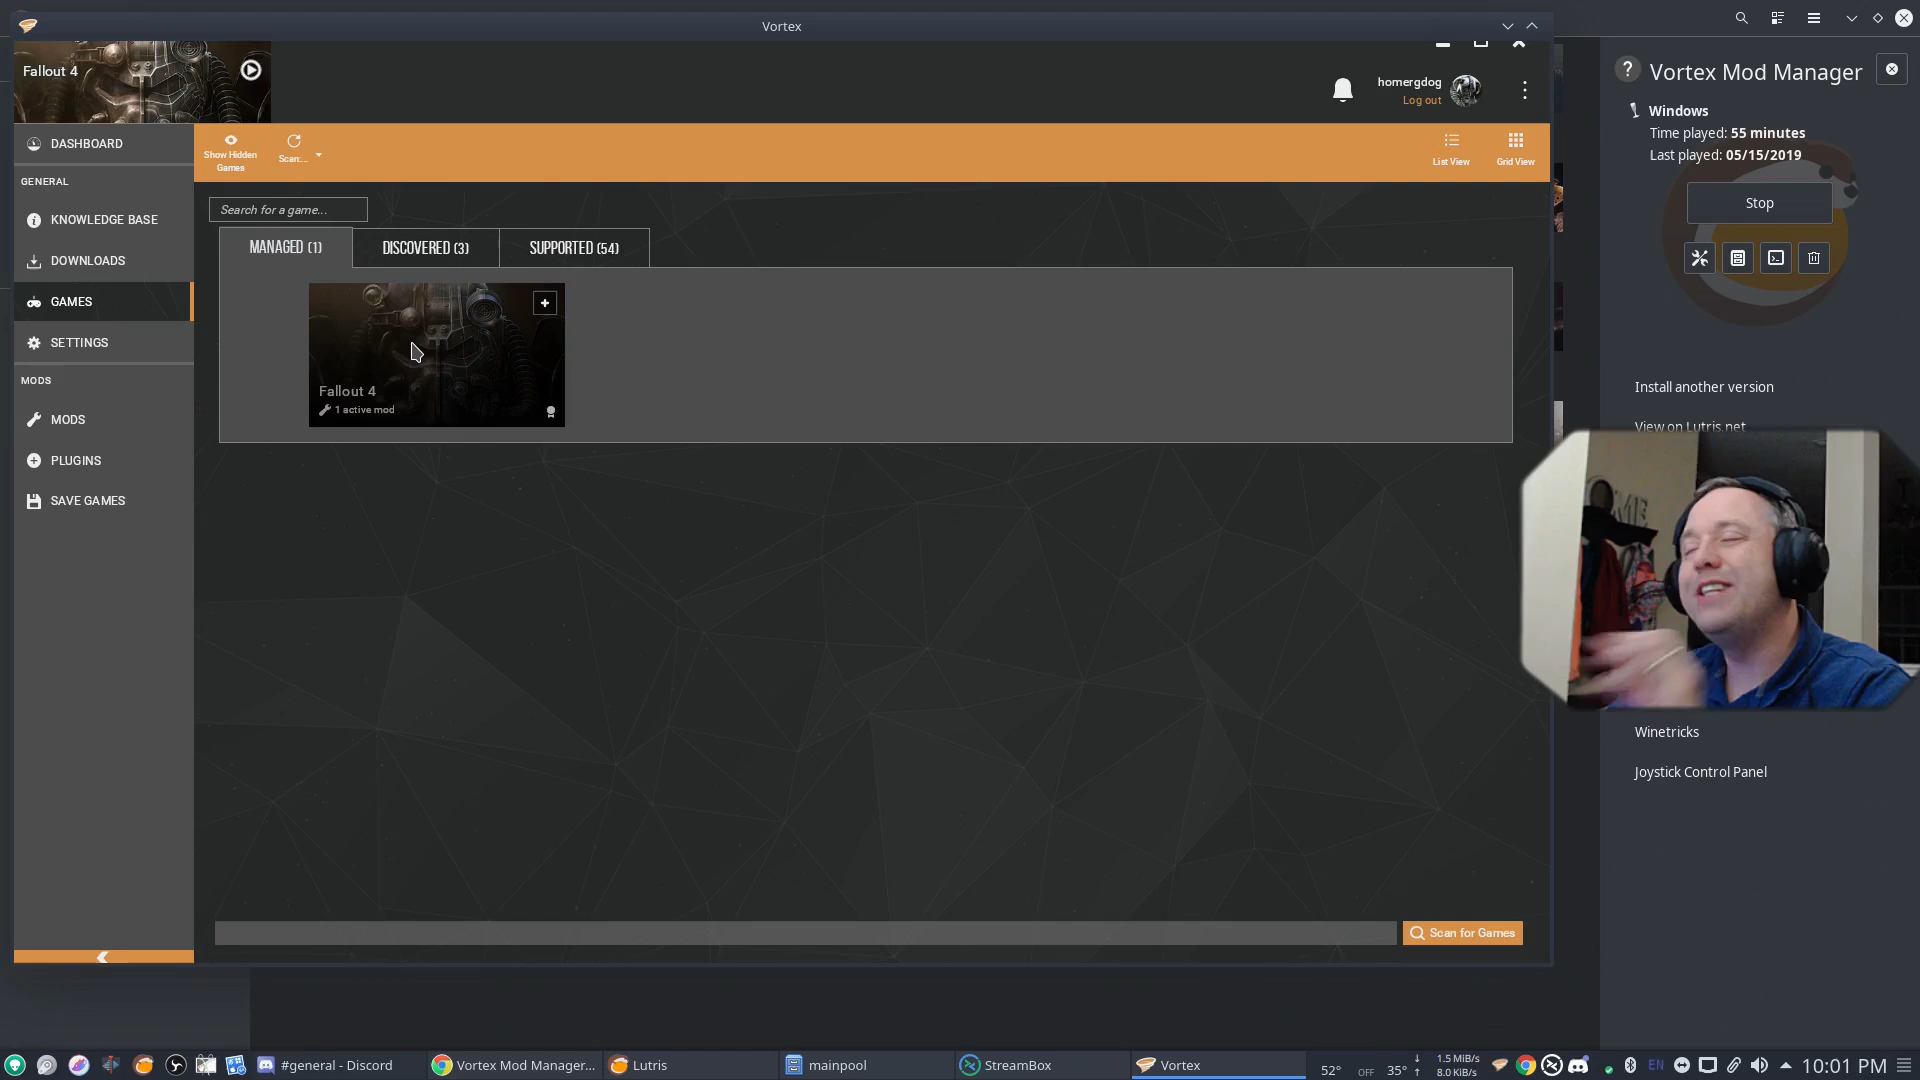 Vortex
Fallout 4
homergdog
Log out
DASHBOARD
GENERAL
KNOWLEDGE BASE
DOWNLOADS
GAMES
SETTINGS
MODS
MODS
PLUGINS
SAVE GAMES
Show Hidden
Games
Scan:...
List View
Grid View
Search for a game...
MANAGED (1)
DISCOVERED (3)
SUPPORTED (54)
Fallout 4
1 active mod
Scan for Games
? Vortex Mod Manager
Windows
Time played: 55 minutes
Last played: 05/15/2019
Stop
Install another version
View on Lutris.net
Winetricks
Joystick Control Panel
#general - Discord
Vortex Mod Manager...
Lutris
mainpool
StreamBox
Vortex
52° OFF 35°
1.5 MiB/s
8.0 KiB/s
EN
10:01 PM